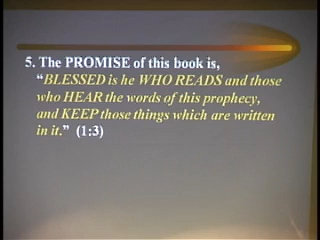 5. The PROMISE of this book is,
“BLESSED is he WHO READS and those
who HEAR the words of this prophecy,
and KEEP those things which are written
in it.” (1:3)